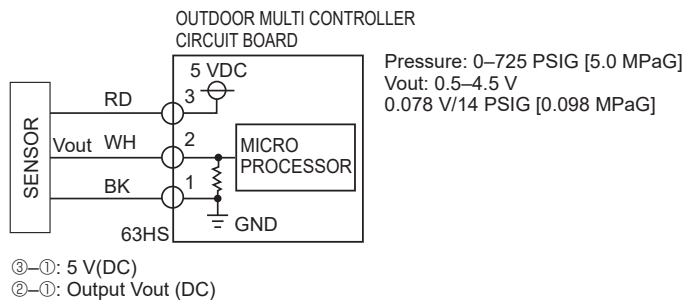 OUTDOOR MULTI CONTROLLER
CIRCUIT BOARD
Pressure: 0–725 PSIG [5.0 MPaG]
Vout: 0.5–4.5 V
0.078 V/14 PSIG [0.098 MPaG]
5 VDC
SENSOR
RD
3
Vout WH
2
MICRO
PROCESSOR
BK
1
GND
63HS
③–①: 5 V(DC)
②–①: Output Vout (DC)